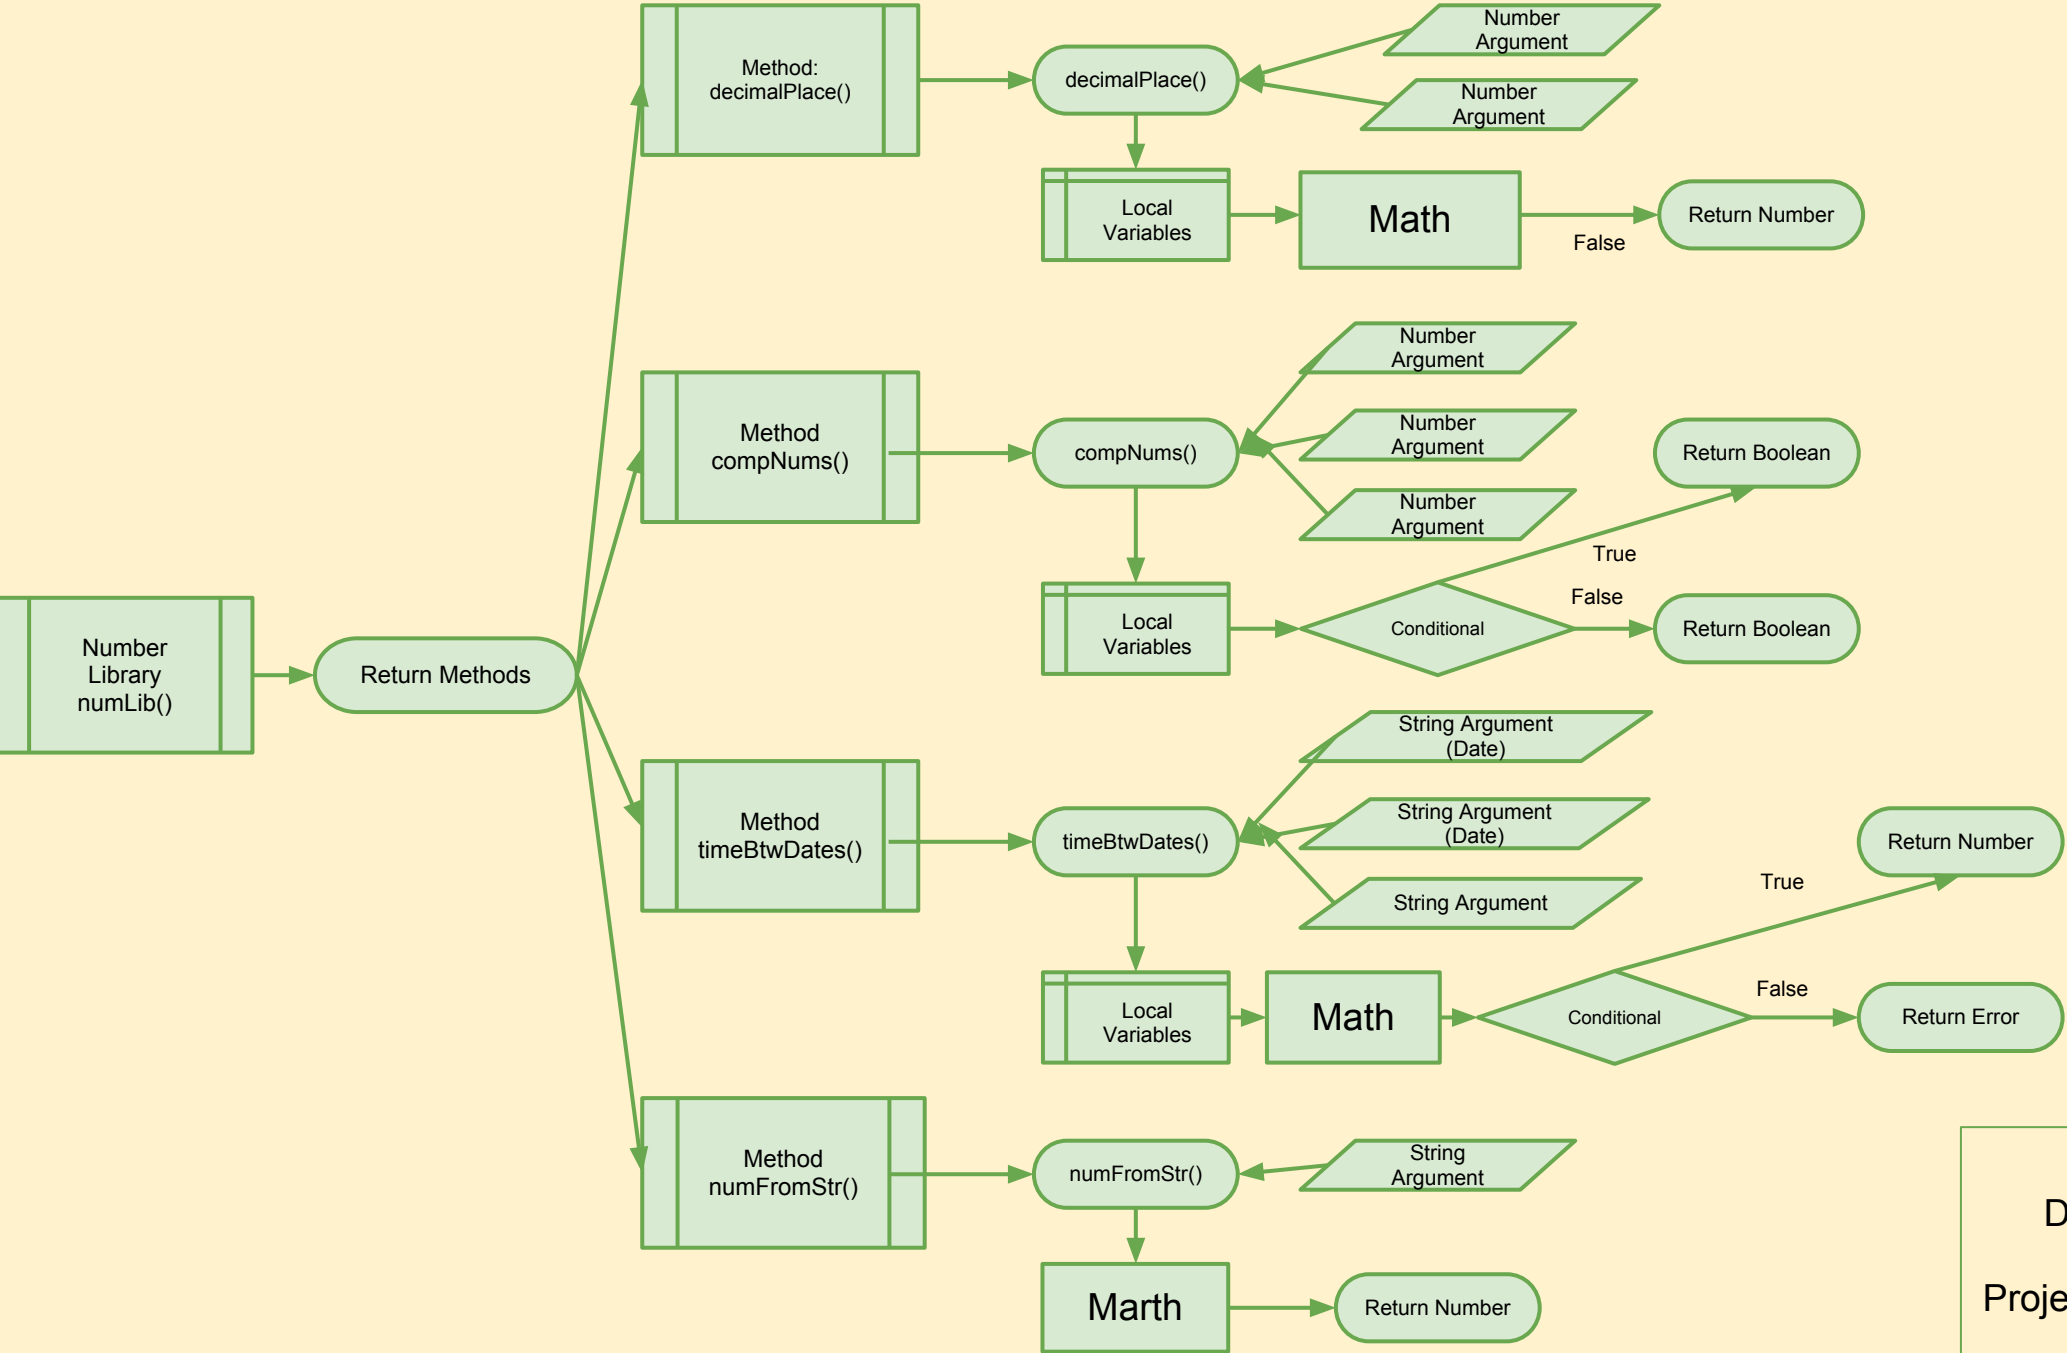 Number
Argument
Method:
decimalPlace()
decimalPlace()
Number
Argument
Local
Variables
Math
False
Return Number
Number
Argument
Method
compNums()
compNums()
Number
Argument
Return Boolean
Number
Argument
True
Local
Variables
Conditional
False
Return Boolean
Number
Library
numLib()
Return Methods
String Argument
(Date)
Method
timeBtwDates()
timeBtwDates()
String Argument
(Date)
Return Number
String Argument
True
Local
Variables
Math
Conditional
False
Return Error
Method
numFromStr()
numFromStr()
String
Argument
Marth
Return Number
D
Proje